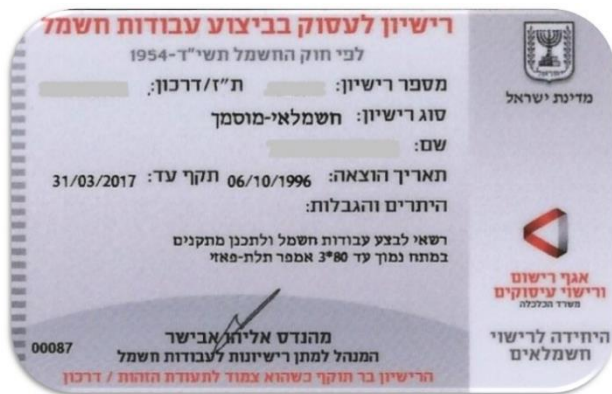 רישיון לעסוק בביצוע עבודות חשמל
לפי חוק החשמל תשי"ד-1954
מספר רישיון: ת"ז/דרכון:
סוג רישיון: חשמלאי-מוסמך
שם:
תאריך הוצאה: 06/10/1996 תקף עד: 31/03/2017
היתרים והגבלות:
רשאי לבצע עבודות חשמל ולתכנן מתקנים
במתח נמוך עד 80*3 אמפר תלת-פאזי
מהנדס אליהו אבישר
המנהל למתן רישיונות לעבודות חשמל
00087
הרישיון בר תוקף כשהוא צמוד לתעודת הזהות / דרכון
מדינת ישראל
אגף רישום
ורישוי עיסוקים
משרד הכלכלה
היחידה לרישוי
חשמלאים